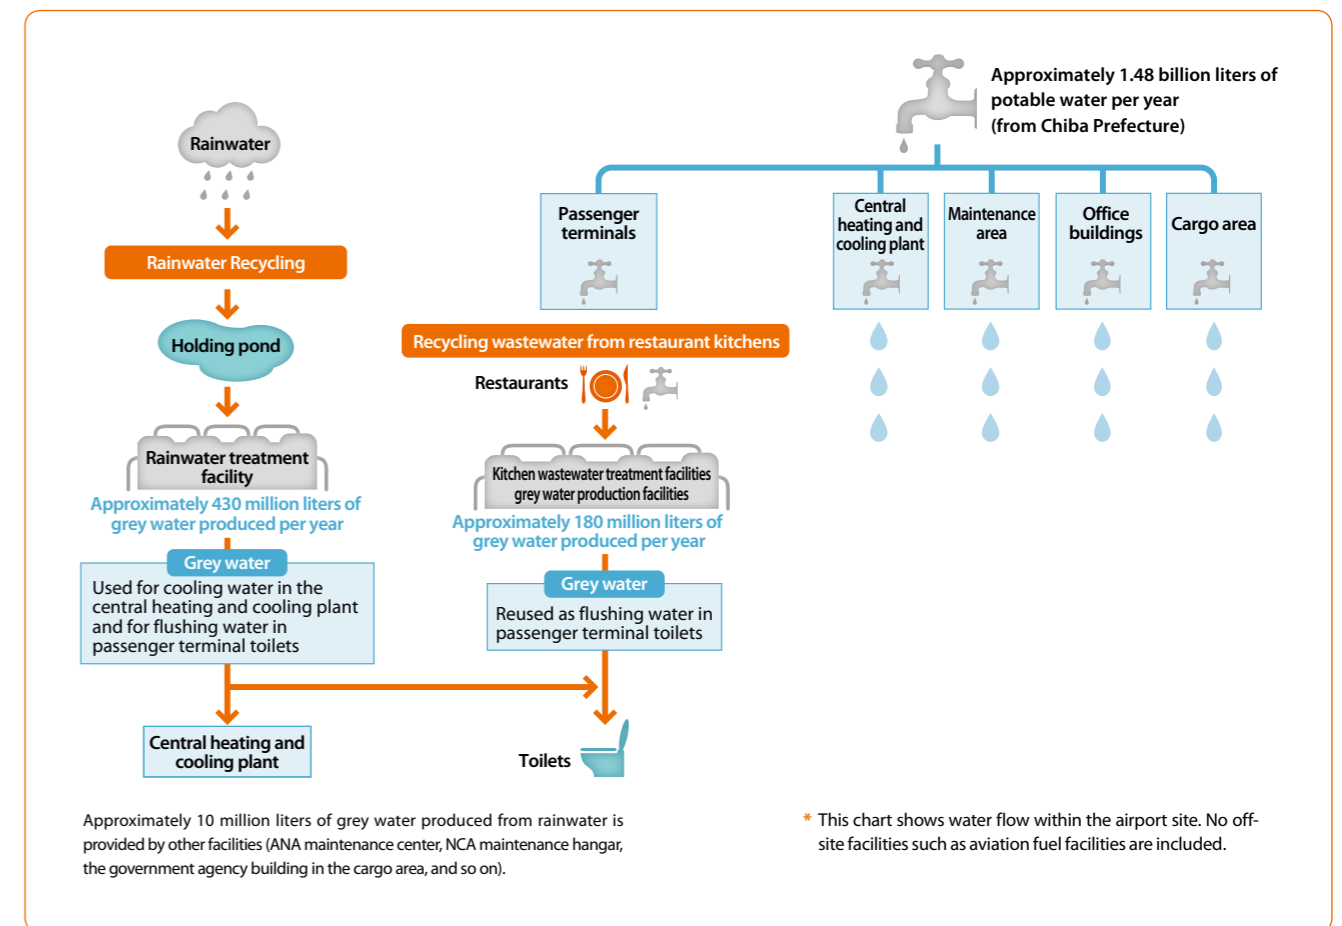 Approximately 1.48 billion liters of
potable water per year
(from Chiba Prefecture)
Rainwater
Rainwater Recycling
Holding pond
Rainwater treatment
facility
Approximately 430 million liters of
grey water produced per year
Grey water
Used for cooling water in the
central heating and cooling plant
and for flushing water in
passenger terminal toilets
Central heating and
cooling plant
Passenger
terminals
Central
heating and
cooling plant
Maintenance
area
Office
buildings
Cargo area
Recycling wastewater from restaurant kitchens
Restaurants
Kitchen wastewater treatment facilities
grey water production facilities
Approximately 180 million liters of
grey water produced per year
Grey water
Reused as flushing water in
passenger terminal toilets
Toilets
Approximately 10 million liters of grey water produced from rainwater is
provided by other facilities (ANA maintenance center, NCA maintenance hangar,
the government agency building in the cargo area, and so on).
* This chart shows water flow within the airport site. No off-
site facilities such as aviation fuel facilities are included.